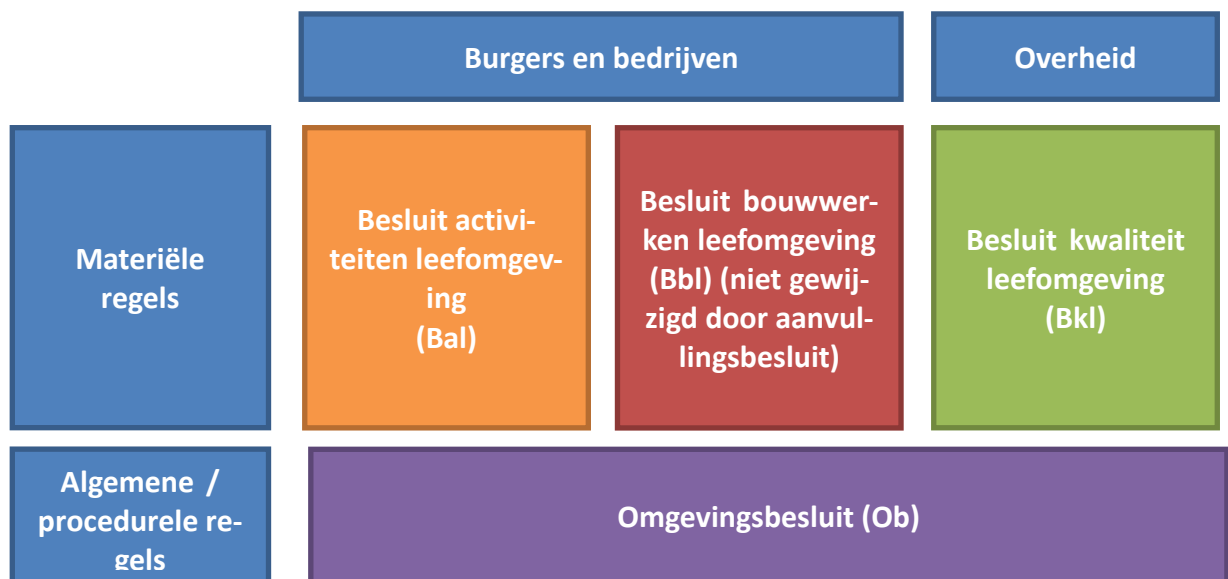 Burgers en bedrijven
Overheid
Materiële
regels
Besluit activi-
teiten leefomgev-
ing
(Bal)
Besluit bouwwer-
ken leefomgeving
(Bbl) (niet gewij-
zigd door aanvul-
lingsbesluit)
Besluit kwaliteit
leefomgeving
(Bkl)
Algemene /
procedurele re-
gels
Omgevingsbesluit (Ob)